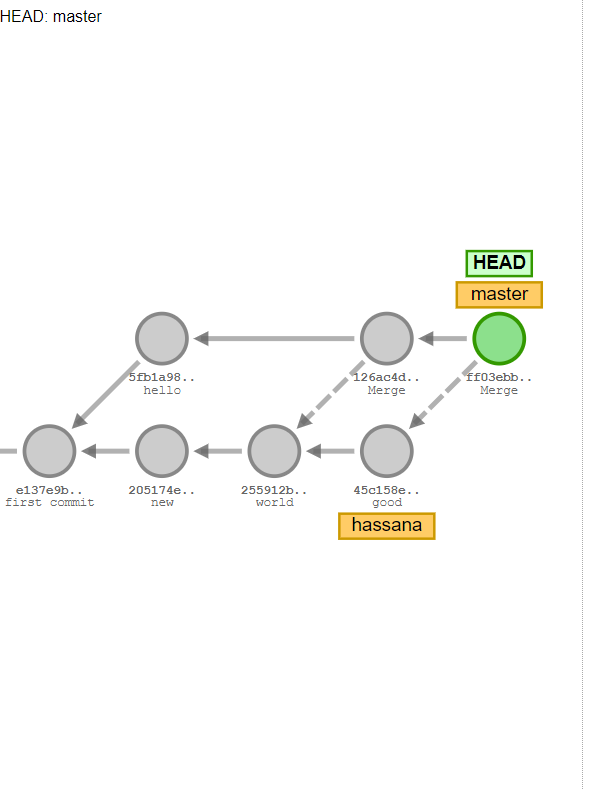 HEAD: master
HEAD
master
5fb1a98..
hello
126ac4d..
Merge
ff03ebb..
Merge
e137e9b..
first commit
205174e..
new
255912b..
world
45c158e..
good
hassana